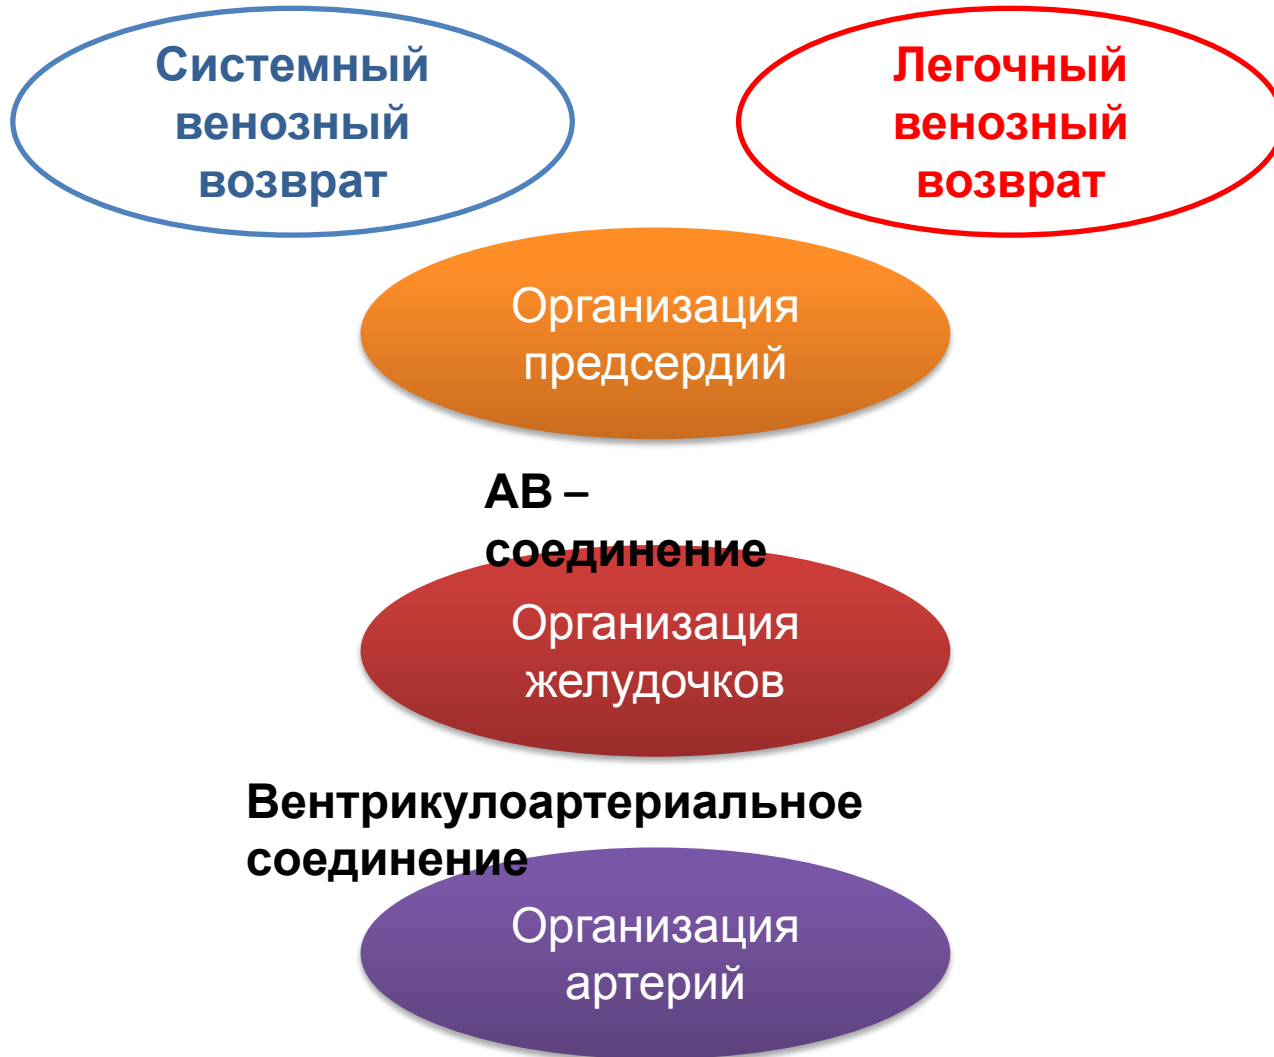 Системный
венозный
возврат
Легочный
венозный
возврат
Организация
предсердий
АВ –
соединение
Организация
желудочков
Вентрикулоартериальное
соединение
Организация
артерий